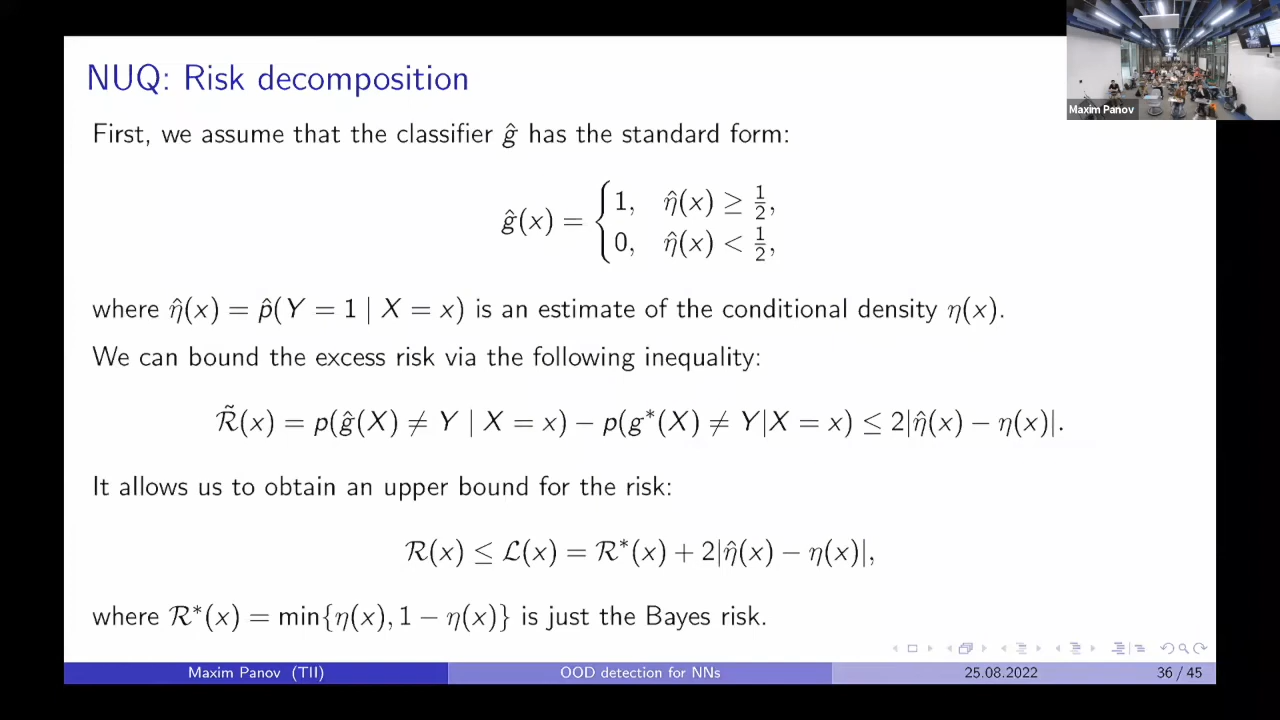 NUQ: Risk decomposition
Maxim Panov
First, we assume that the classifier ĝ has the standard form:
ĝ(x) = { 1, η̂(x) ≥ 1/2,
0, η̂(x) < 1/2,
where η̂(x) = p̂(Y = 1 | X = x) is an estimate of the conditional density η(x).
We can bound the excess risk via the following inequality:
R̃(x) = p(ĝ(X) ≠ Y | X = x) − p(g*(X) ≠ Y|X = x) ≤ 2|η̂(x) − η(x)|.
It allows us to obtain an upper bound for the risk:
R(x) ≤ L(x) = R*(x) + 2|η̂(x) − η(x)|,
where R*(x) = min{η(x), 1 − η(x)} is just the Bayes risk.
Maxim Panov (TII) OOD detection for NNs 25.08.2022 36 / 45